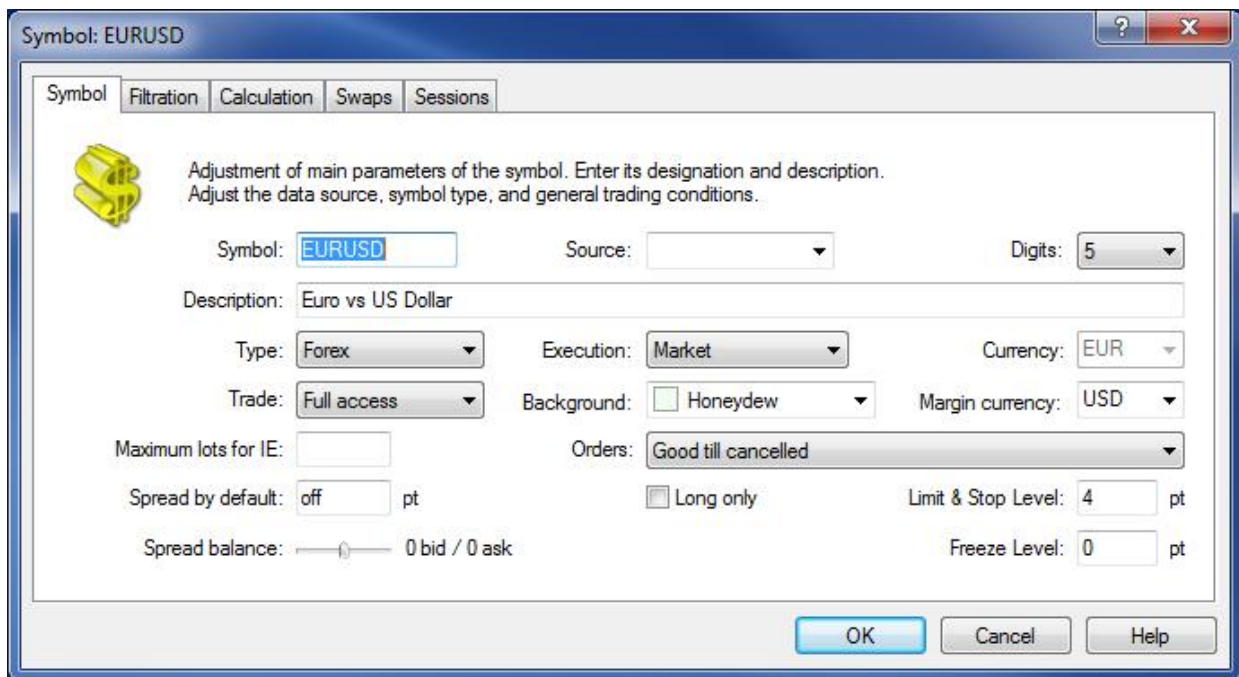 Symbol: EURUSD
Symbol Filtration Calculation Swaps Sessions
Adjustment of main parameters of the symbol. Enter its designation and description.
Adjust the data source, symbol type, and general trading conditions.
Symbol: EURUSD Source: Digits: 5
Description: Euro vs US Dollar
Type: Forex Execution: Market Currency: EUR
Trade: Full access Background: Honeydew Margin currency: USD
Maximum lots for IE: Orders: Good till cancelled
Spread by default: off pt Long only Limit & Stop Level: 4 pt
Spread balance: 0 bid / 0 ask Freeze Level: 0 pt
OK Cancel Help